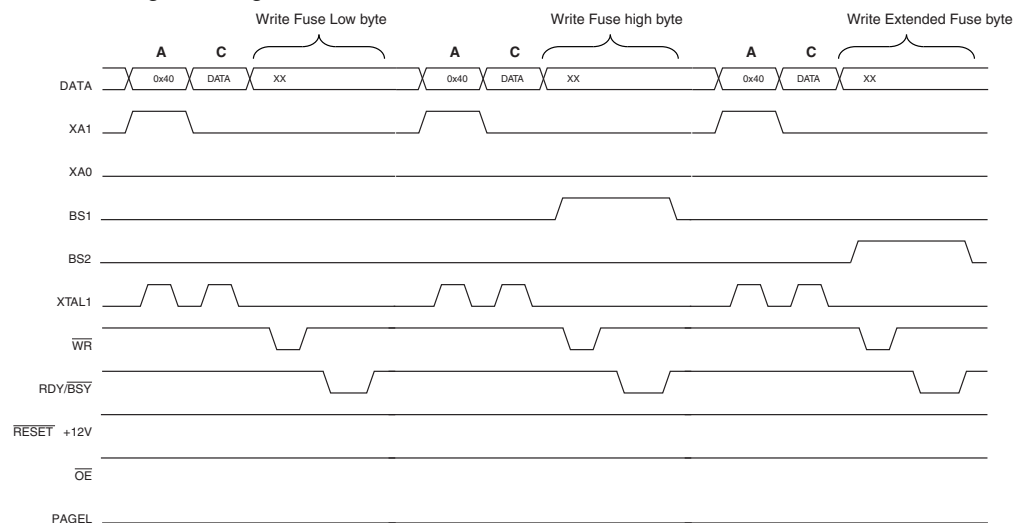 Write Fuse Low byte Write Fuse high byte Write Extended Fuse byte
A C A C A C
DATA 0x40 DATA XX 0x40 DATA XX 0x40 DATA XX
XA1
XA0
BS1
BS2
XTAL1
WR
RDY/BSY
RESET +12V
OE
PAGEL